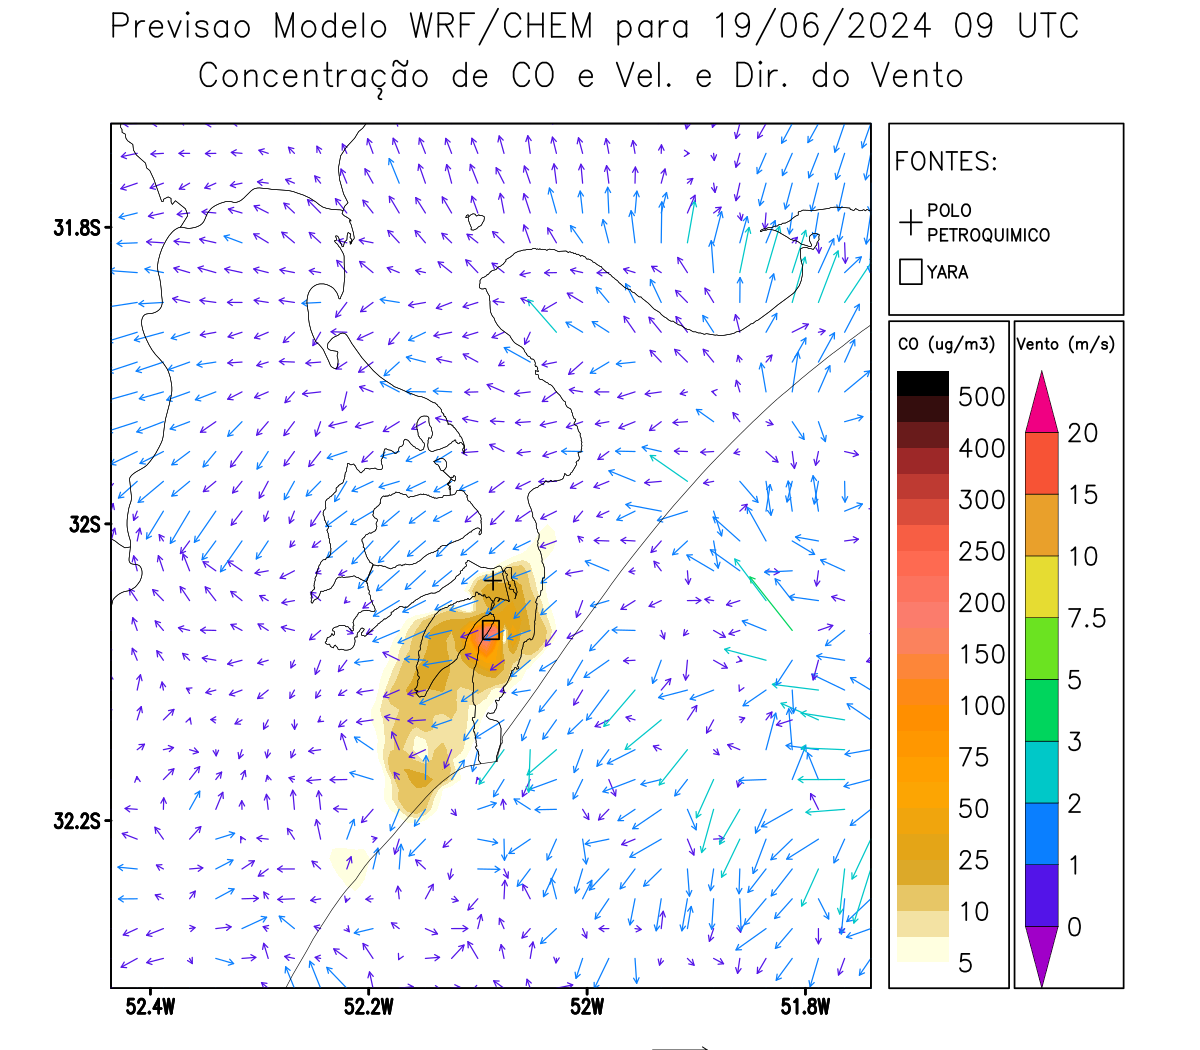 Previsao Modelo WRF/CHEM para 19/06/2024 09 UTC
Concentração de CO e Vel. e Dir. do Vento
FONTES:
POLO
PETROQUIMICO
YARA
CO (ug/m3)
500
400
300
250
200
150
100
75
50
25
10
5
Vento (m/s)
20
15
10
7.5
5
3
2
1
0
31.8S
32S
32.2S
52.4W
52.2W
52W
51.8W